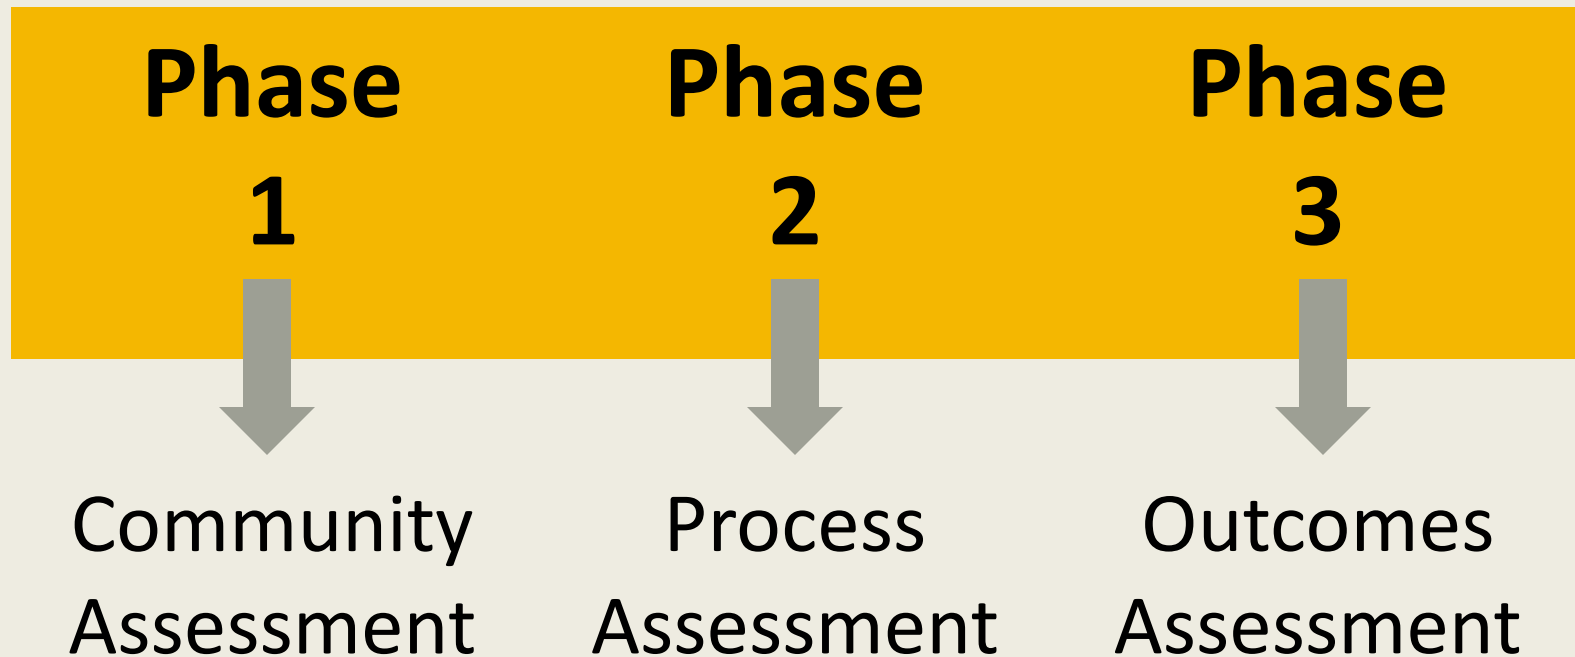 Phase
1
Phase
2
Phase
3
Community
Assessment
Process
Assessment
Outcomes
Assessment